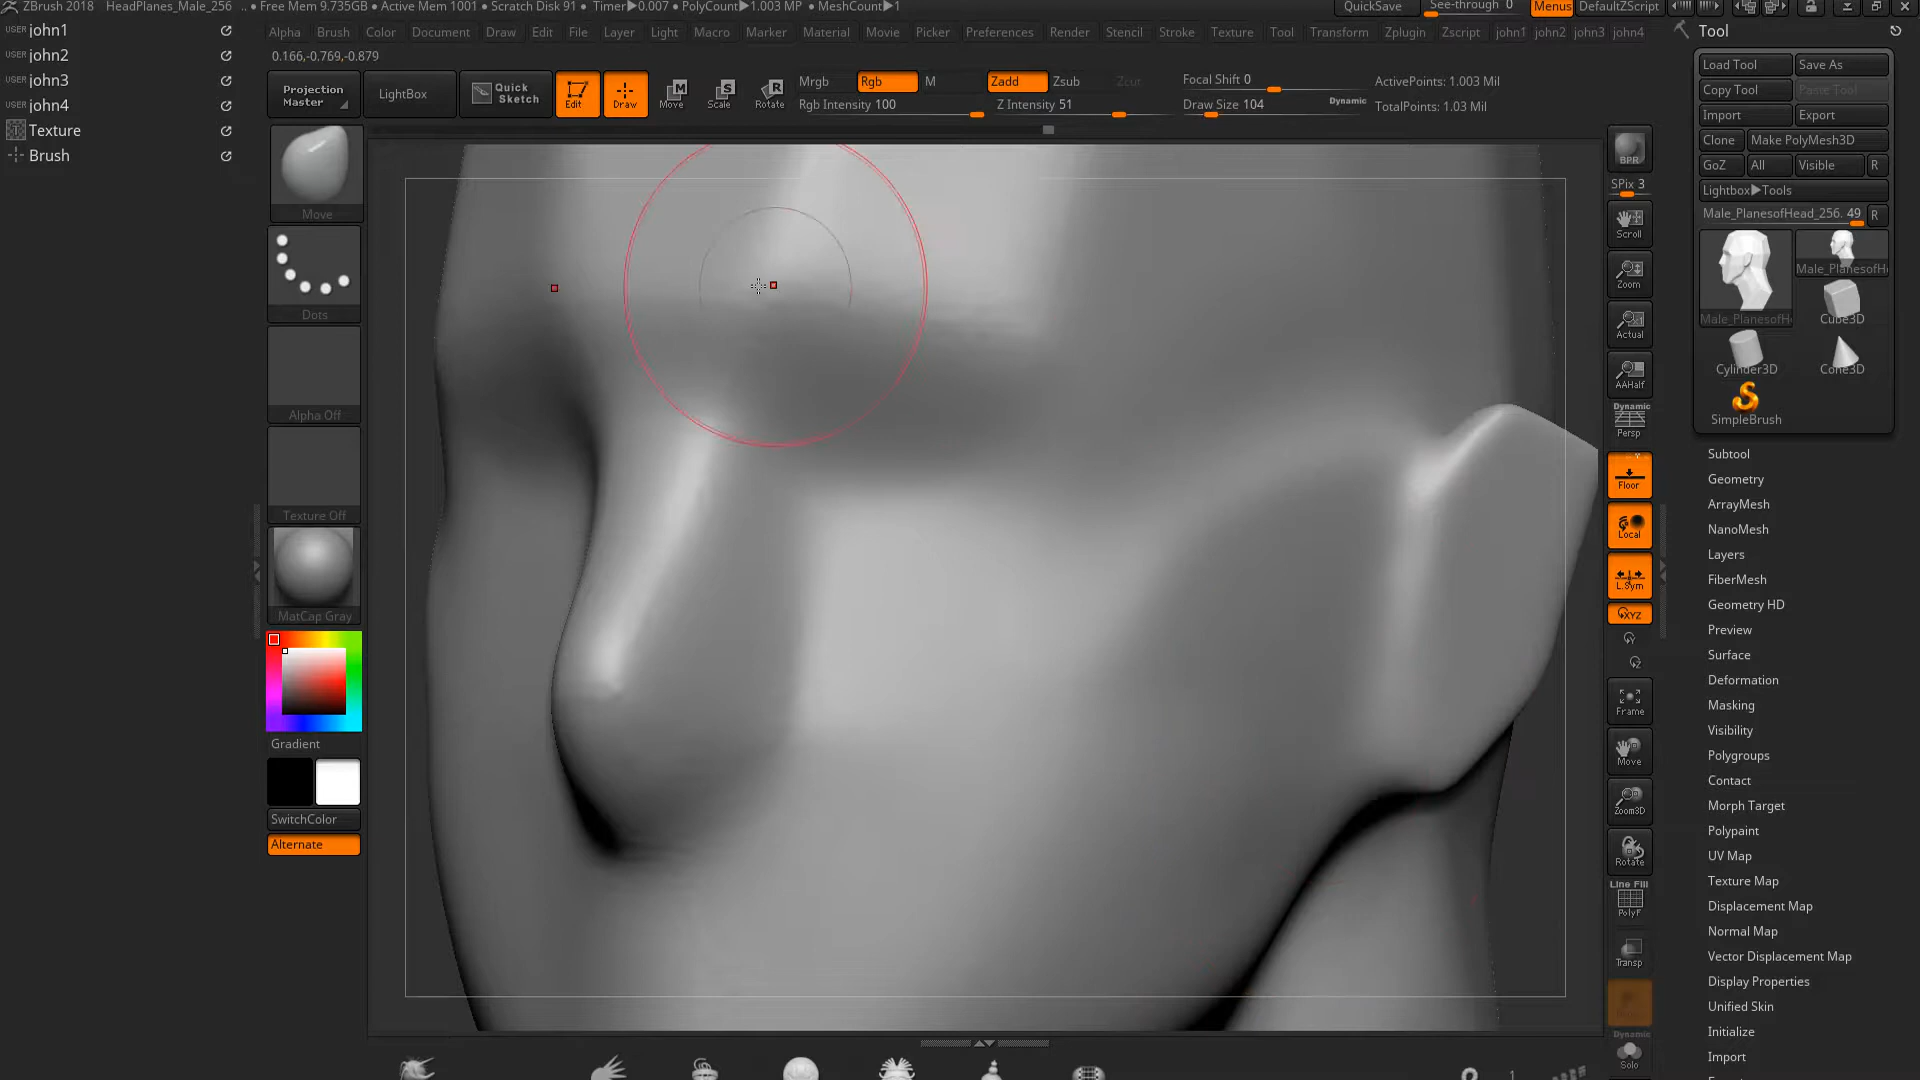 ZBrush 2018 HeadPlanes_Male_256 .. • Free Mem 9.735GB • Active Mem 1001 • Scratch Disk 91 • Timer▶0.007 • PolyCount▶1.003 MP • MeshCount▶1 QuickSave See-through 0 Menus DefaultZScript
USER john1
USER john2
USER john3
USER john4
Texture
Brush
Alpha Brush Color Document Draw Edit File Layer Light Macro Marker Material Movie Picker Preferences Render Stencil Stroke Texture Tool Transform Zplugin Zscript john1 john2 john3 john4
0.166,-0.769,-0.879
Projection Master
LightBox
Quick Sketch
Edit
Draw
Move
Scale
Rotate
Mrgb Rgb M Zadd Zsub Zcut
Rgb Intensity 100 Z Intensity 51
Focal Shift 0
Draw Size 104 Dynamic
ActivePoints: 1.003 Mil
TotalPoints: 1.03 Mil
Move
Dots
Alpha Off
Texture Off
MatCap Gray
Gradient
SwitchColor
Alternate
BPR
SPix 3
Scroll
Zoom
Actual
AAHalf
Dynamic
Persp
Floor
Local
L.Sym
XYZ
Y
Z
Frame
Move
Zoom3D
Rotate
Line Fill
PolyF
Transp
Dynamic
Solo
1
Tool
Load Tool Save As
Copy Tool Paste Tool
Import Export
Clone Make PolyMesh3D
GoZ All Visible R
Lightbox▶Tools
Male_PlanesofHead_256. 49 R
Male_PlanesofH
Male_PlanesofH
Cube3D
Cylinder3D
Cone3D
SimpleBrush
Subtool
Geometry
ArrayMesh
NanoMesh
Layers
FiberMesh
Geometry HD
Preview
Surface
Deformation
Masking
Visibility
Polygroups
Contact
Morph Target
Polypaint
UV Map
Texture Map
Displacement Map
Normal Map
Vector Displacement Map
Display Properties
Unified Skin
Initialize
Import